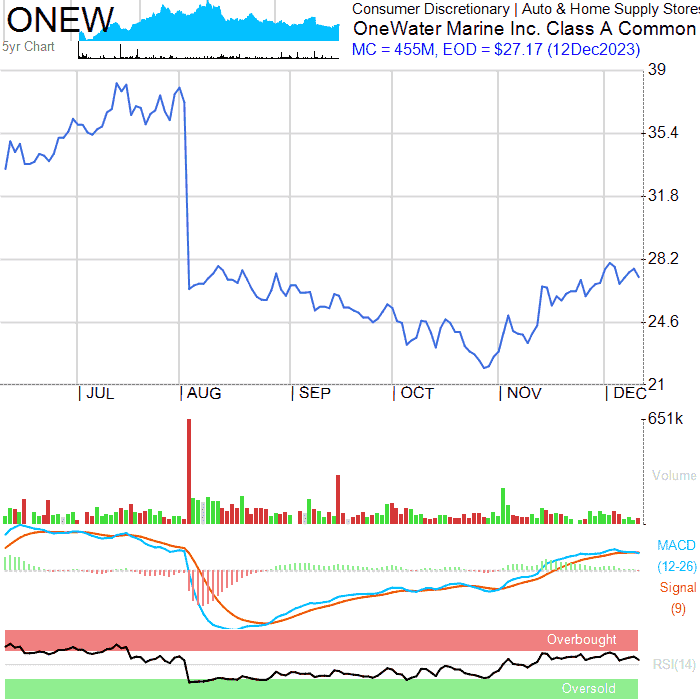 ONEW
5yr Chart
Consumer Discretionary | Auto & Home Supply Stores
OneWater Marine Inc. Class A Common
MC = 455M, EOD = $27.17 (12Dec2023)
39
35.4
31.8
28.2
24.6
21
| JUL | AUG | SEP | OCT | NOV | DEC
651k
Volume
MACD
(12-26)
Signal
(9)
Overbought
RSI(14)
Oversold